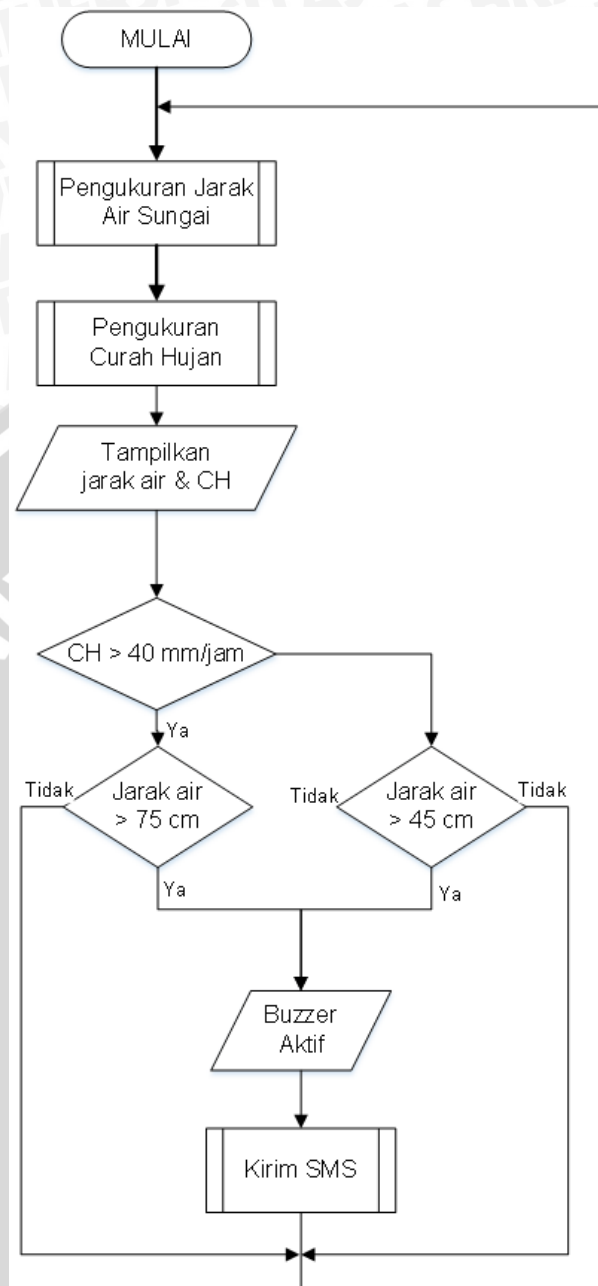 MULAI
Pengukuran Jarak
Air Sungai
Pengukuran
Curah Hujan
Tampilkan
jarak air & CH
CH > 40 mm/jam
Ya
Tidak
Jarak air
> 75 cm
Tidak
Jarak air
> 45 cm
Tidak
Ya
Ya
Buzzer
Aktif
Kirim SMS